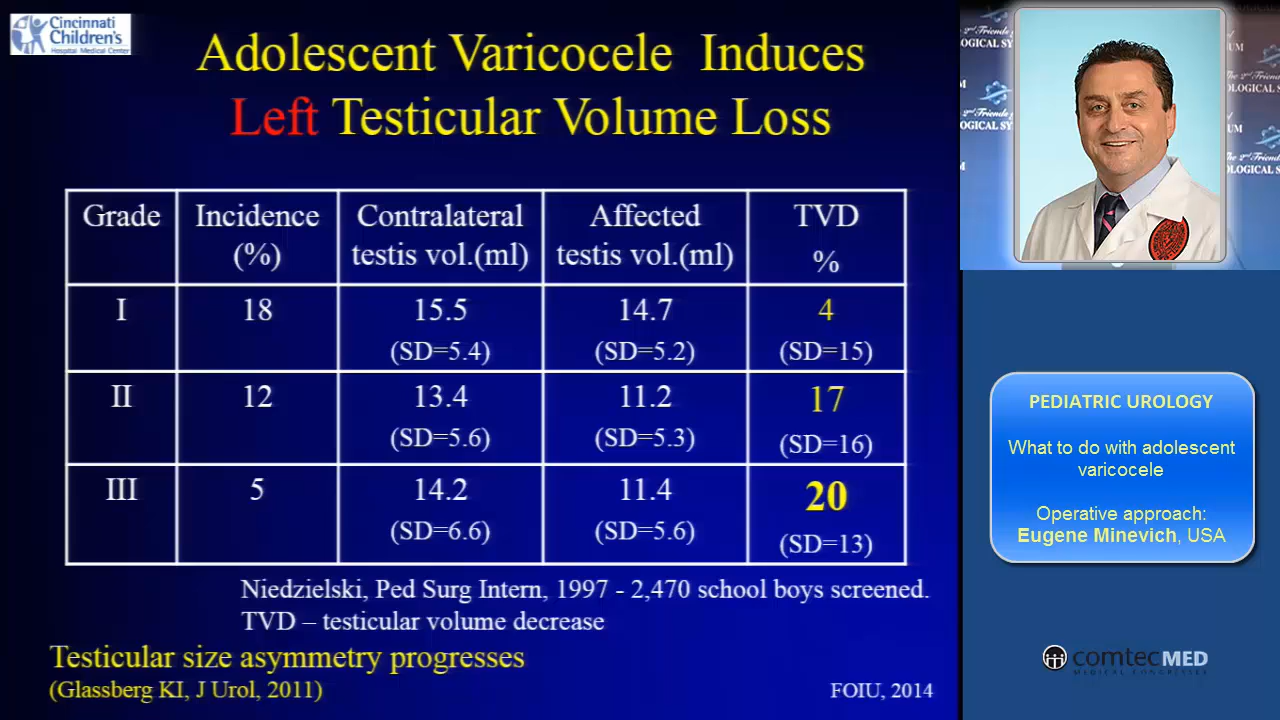 Cincinnati
Children's
Hospital Medical Center
Adolescent Varicocele Induces
Left Testicular Volume Loss
Grade Incidence Contralateral Affected TVD
(%) testis vol.(ml) testis vol.(ml) %
I 18 15.5 14.7 4
(SD=5.4) (SD=5.2) (SD=15)
II 12 13.4 11.2 17
(SD=5.6) (SD=5.3) (SD=16)
III 5 14.2 11.4 20
(SD=6.6) (SD=5.6) (SD=13)
Niedzielski, Ped Surg Intern, 1997 - 2,470 school boys screened.
TVD – testicular volume decrease
Testicular size asymmetry progresses
(Glassberg KI, J Urol, 2011)
FOIU, 2014
PEDIATRIC UROLOGY
What to do with adolescent
varicocele
Operative approach:
Eugene Minevich, USA
comtecMED
MEDICAL CONGRESSES